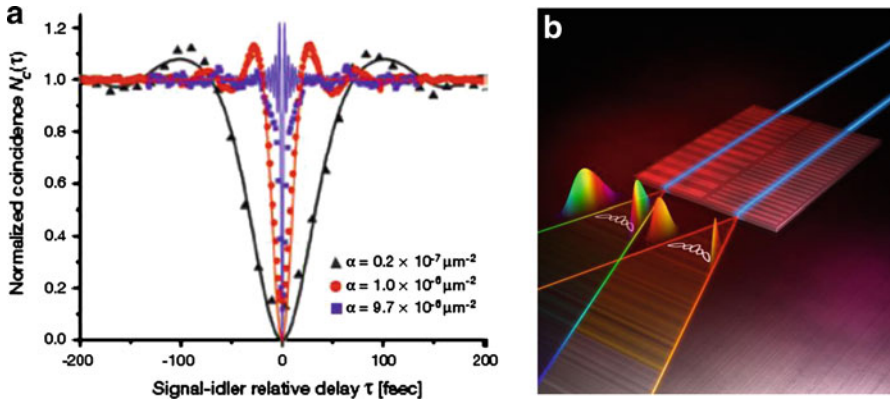 a
Normalized coincidence Nc(τ)
1.2
1.0
0.8
0.6
0.4
0.2
0.0
α = 0.2 × 10⁻⁷ μm⁻²
α = 1.0 × 10⁻⁶ μm⁻²
α = 9.7 × 10⁻⁶ μm⁻²
-200
-100
0
100
200
Signal-idler relative delay τ [fsec]
b